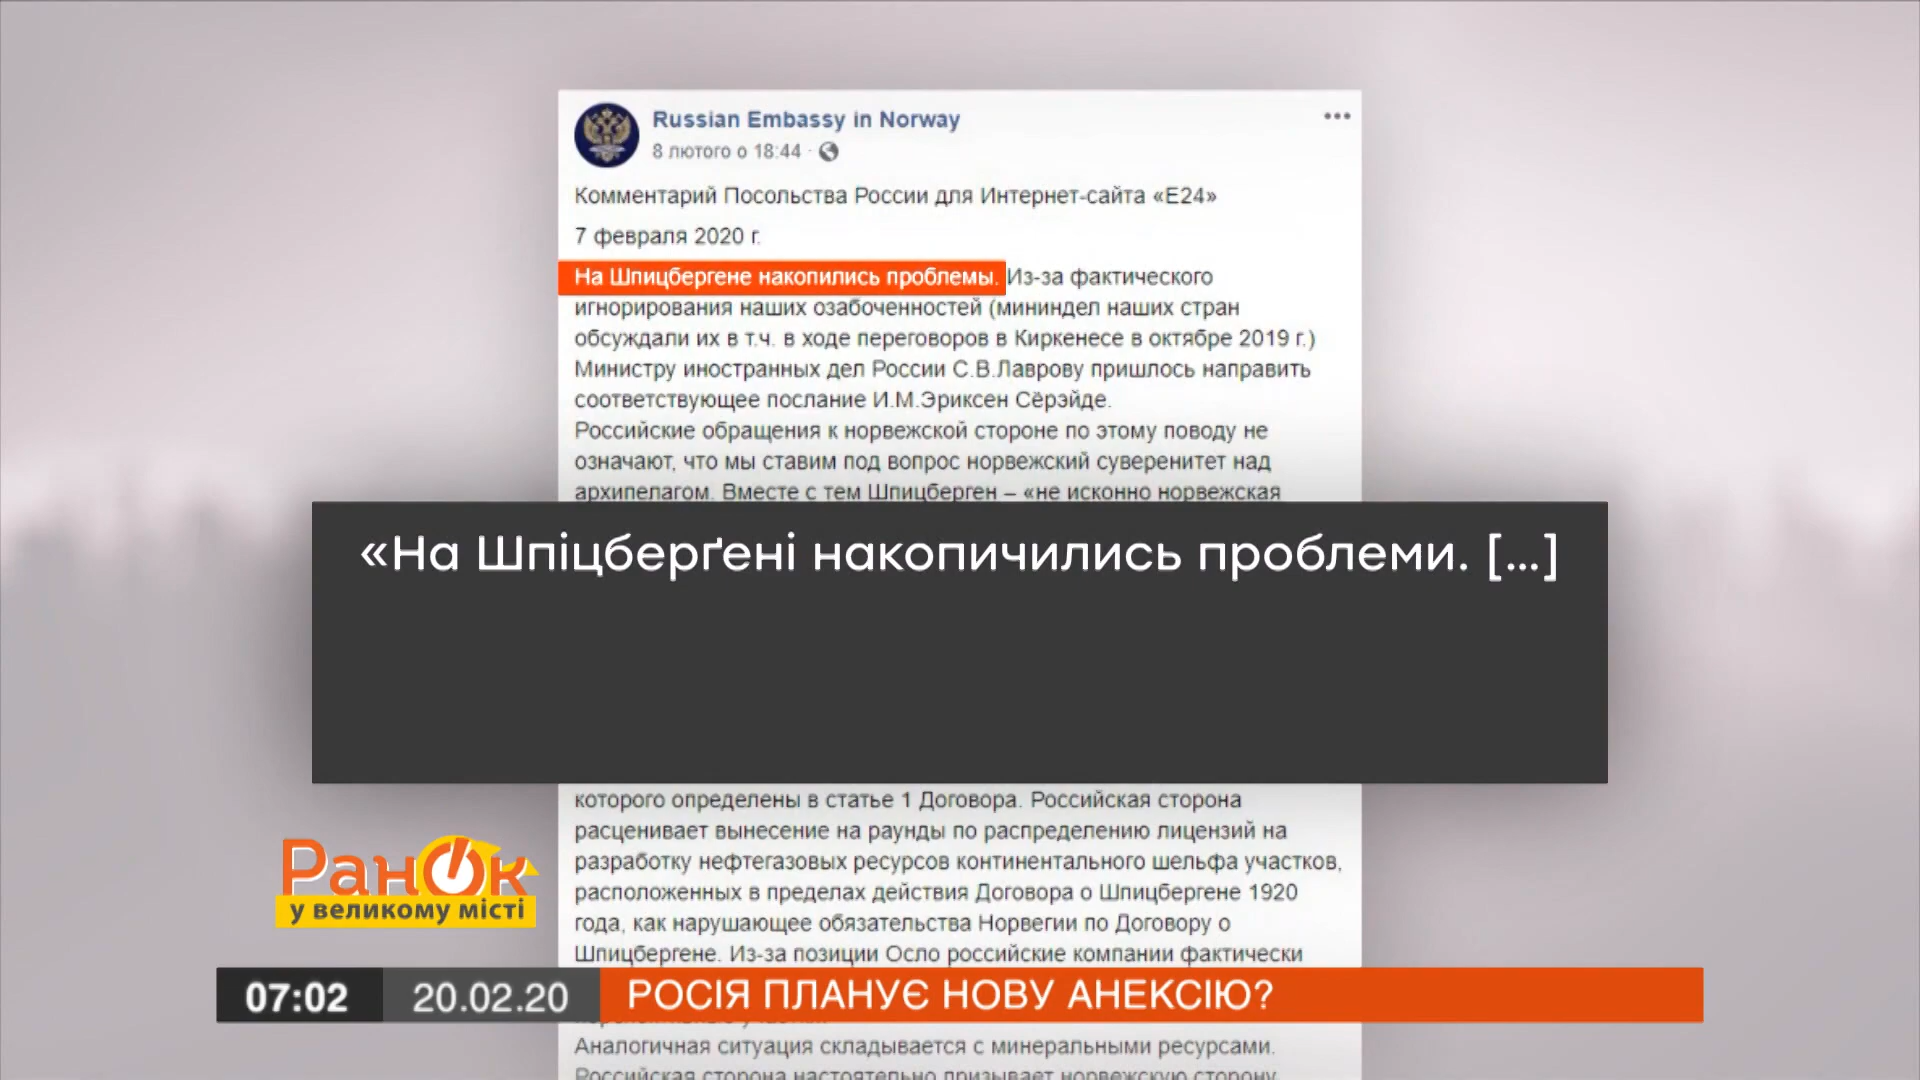 Russian Embassy in Norway
8 лютого о 18:44 ·
Комментарий Посольства России для Интернет-сайта «E24»
7 февраля 2020 г.
На Шпицбергене накопились проблемы. Из-за фактического
игнорирования наших озабоченностей (мининдел наших стран
обсуждали их в т.ч. в ходе переговоров в Киркенесе в октябре 2019 г.)
Министру иностранных дел России С.В.Лаврову пришлось направить
соответствующее послание И.М.Эриксен Сёрэйде.
Российские обращения к норвежской стороне по этому поводу не
означают, что мы ставим под вопрос норвежский суверенитет над
архипелагом. Вместе с тем Шпицберген – «не исконно норвежская
«На Шпіцберґені накопичились проблеми. [...]
которого определены в статье 1 Договора. Российская сторона
расценивает вынесение на раунды по распределению лицензий на
разработку нефтегазовых ресурсов континентального шельфа участков,
расположенных в пределах действия Договора о Шпицбергене 1920
года, как нарушающее обязательства Норвегии по Договору о
Шпицбергене. Из-за позиции Осло российские компании фактически
Ранок
у великому місті
07:02 20.02.20 РОСІЯ ПЛАНУЄ НОВУ АНЕКСІЮ?
Аналогичная ситуация складывается с минеральными ресурсами.
Российская сторона настоятельно призывает норвежскую сторону